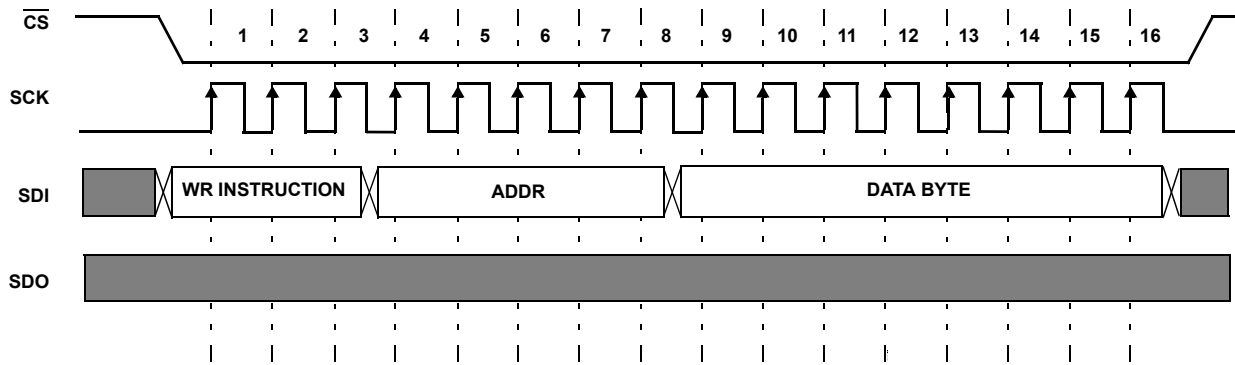 CS
1 2 3 4 5 6 7 8 9 10 11 12 13 14 15 16
SCK
SDI WR INSTRUCTION ADDR DATA BYTE
SDO